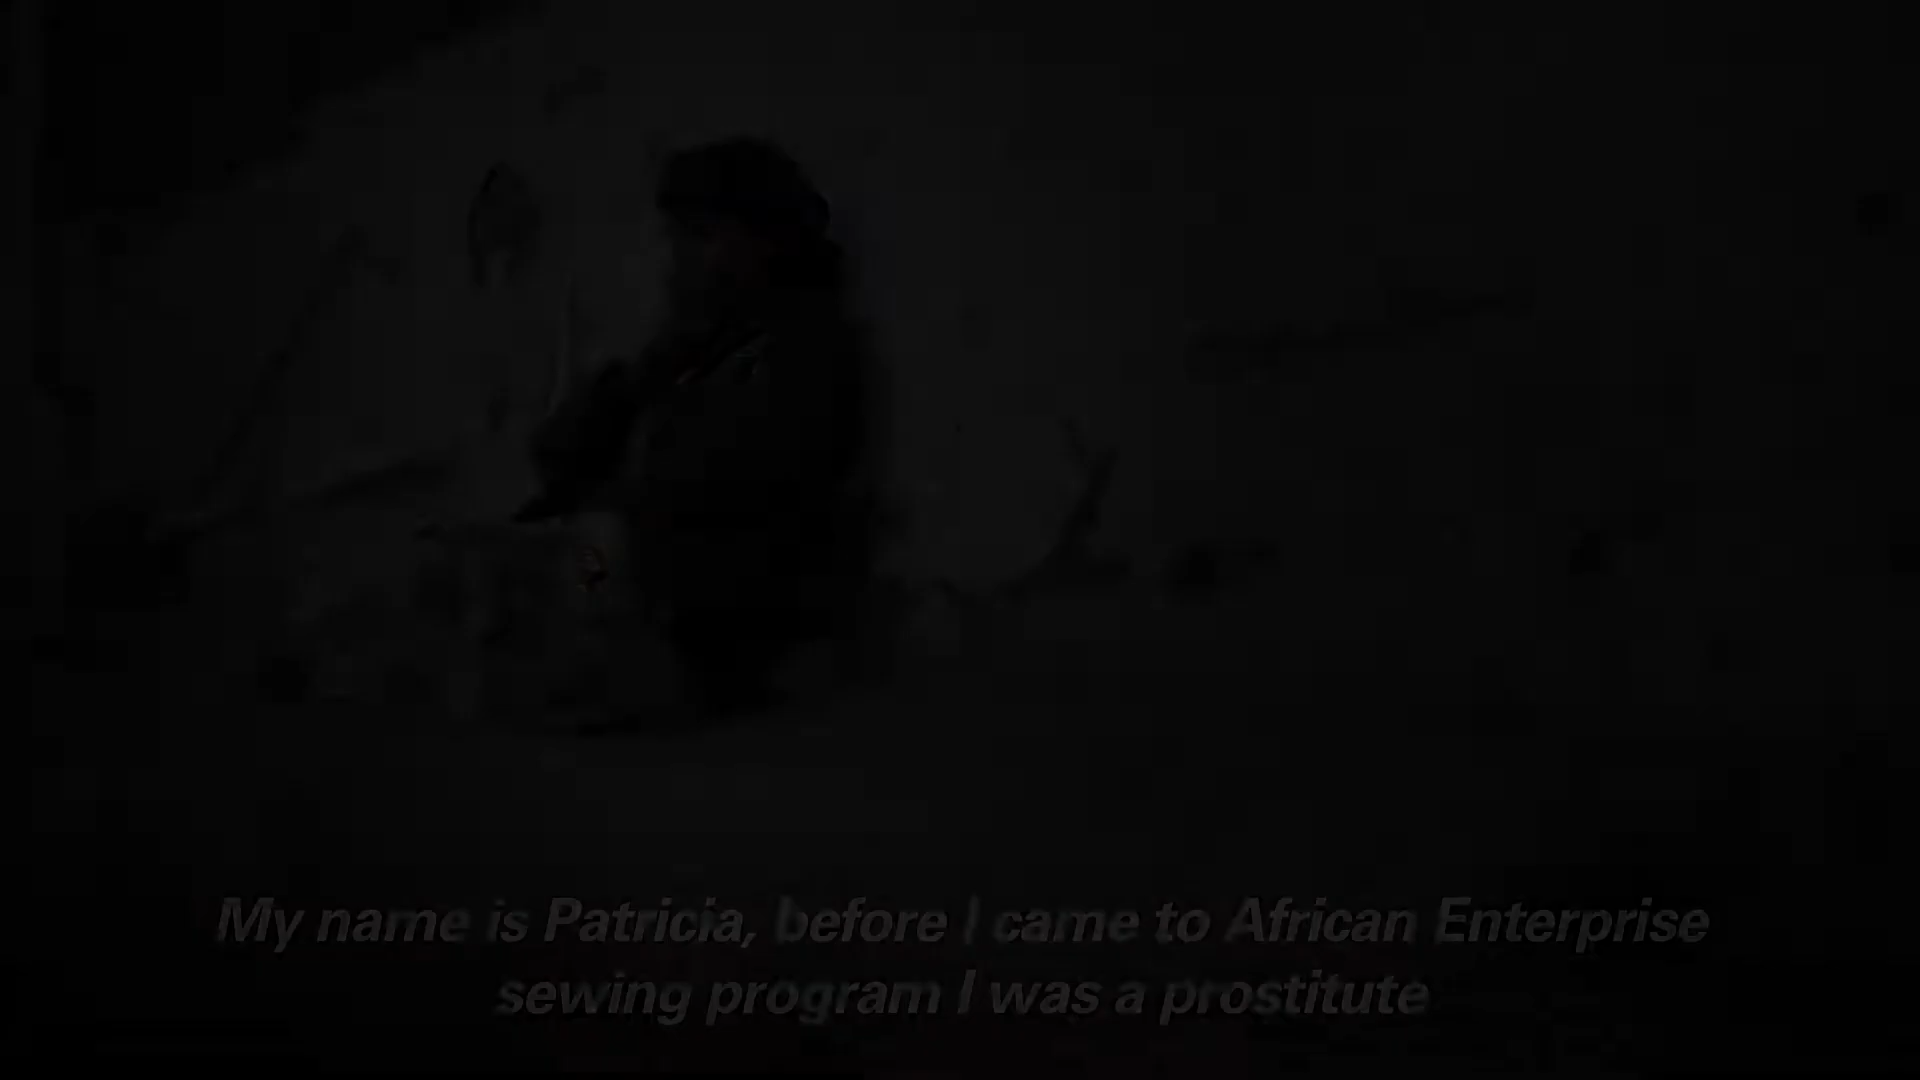 My name is Patricia, before I came to African Enterprise
sewing program I was a prostitute